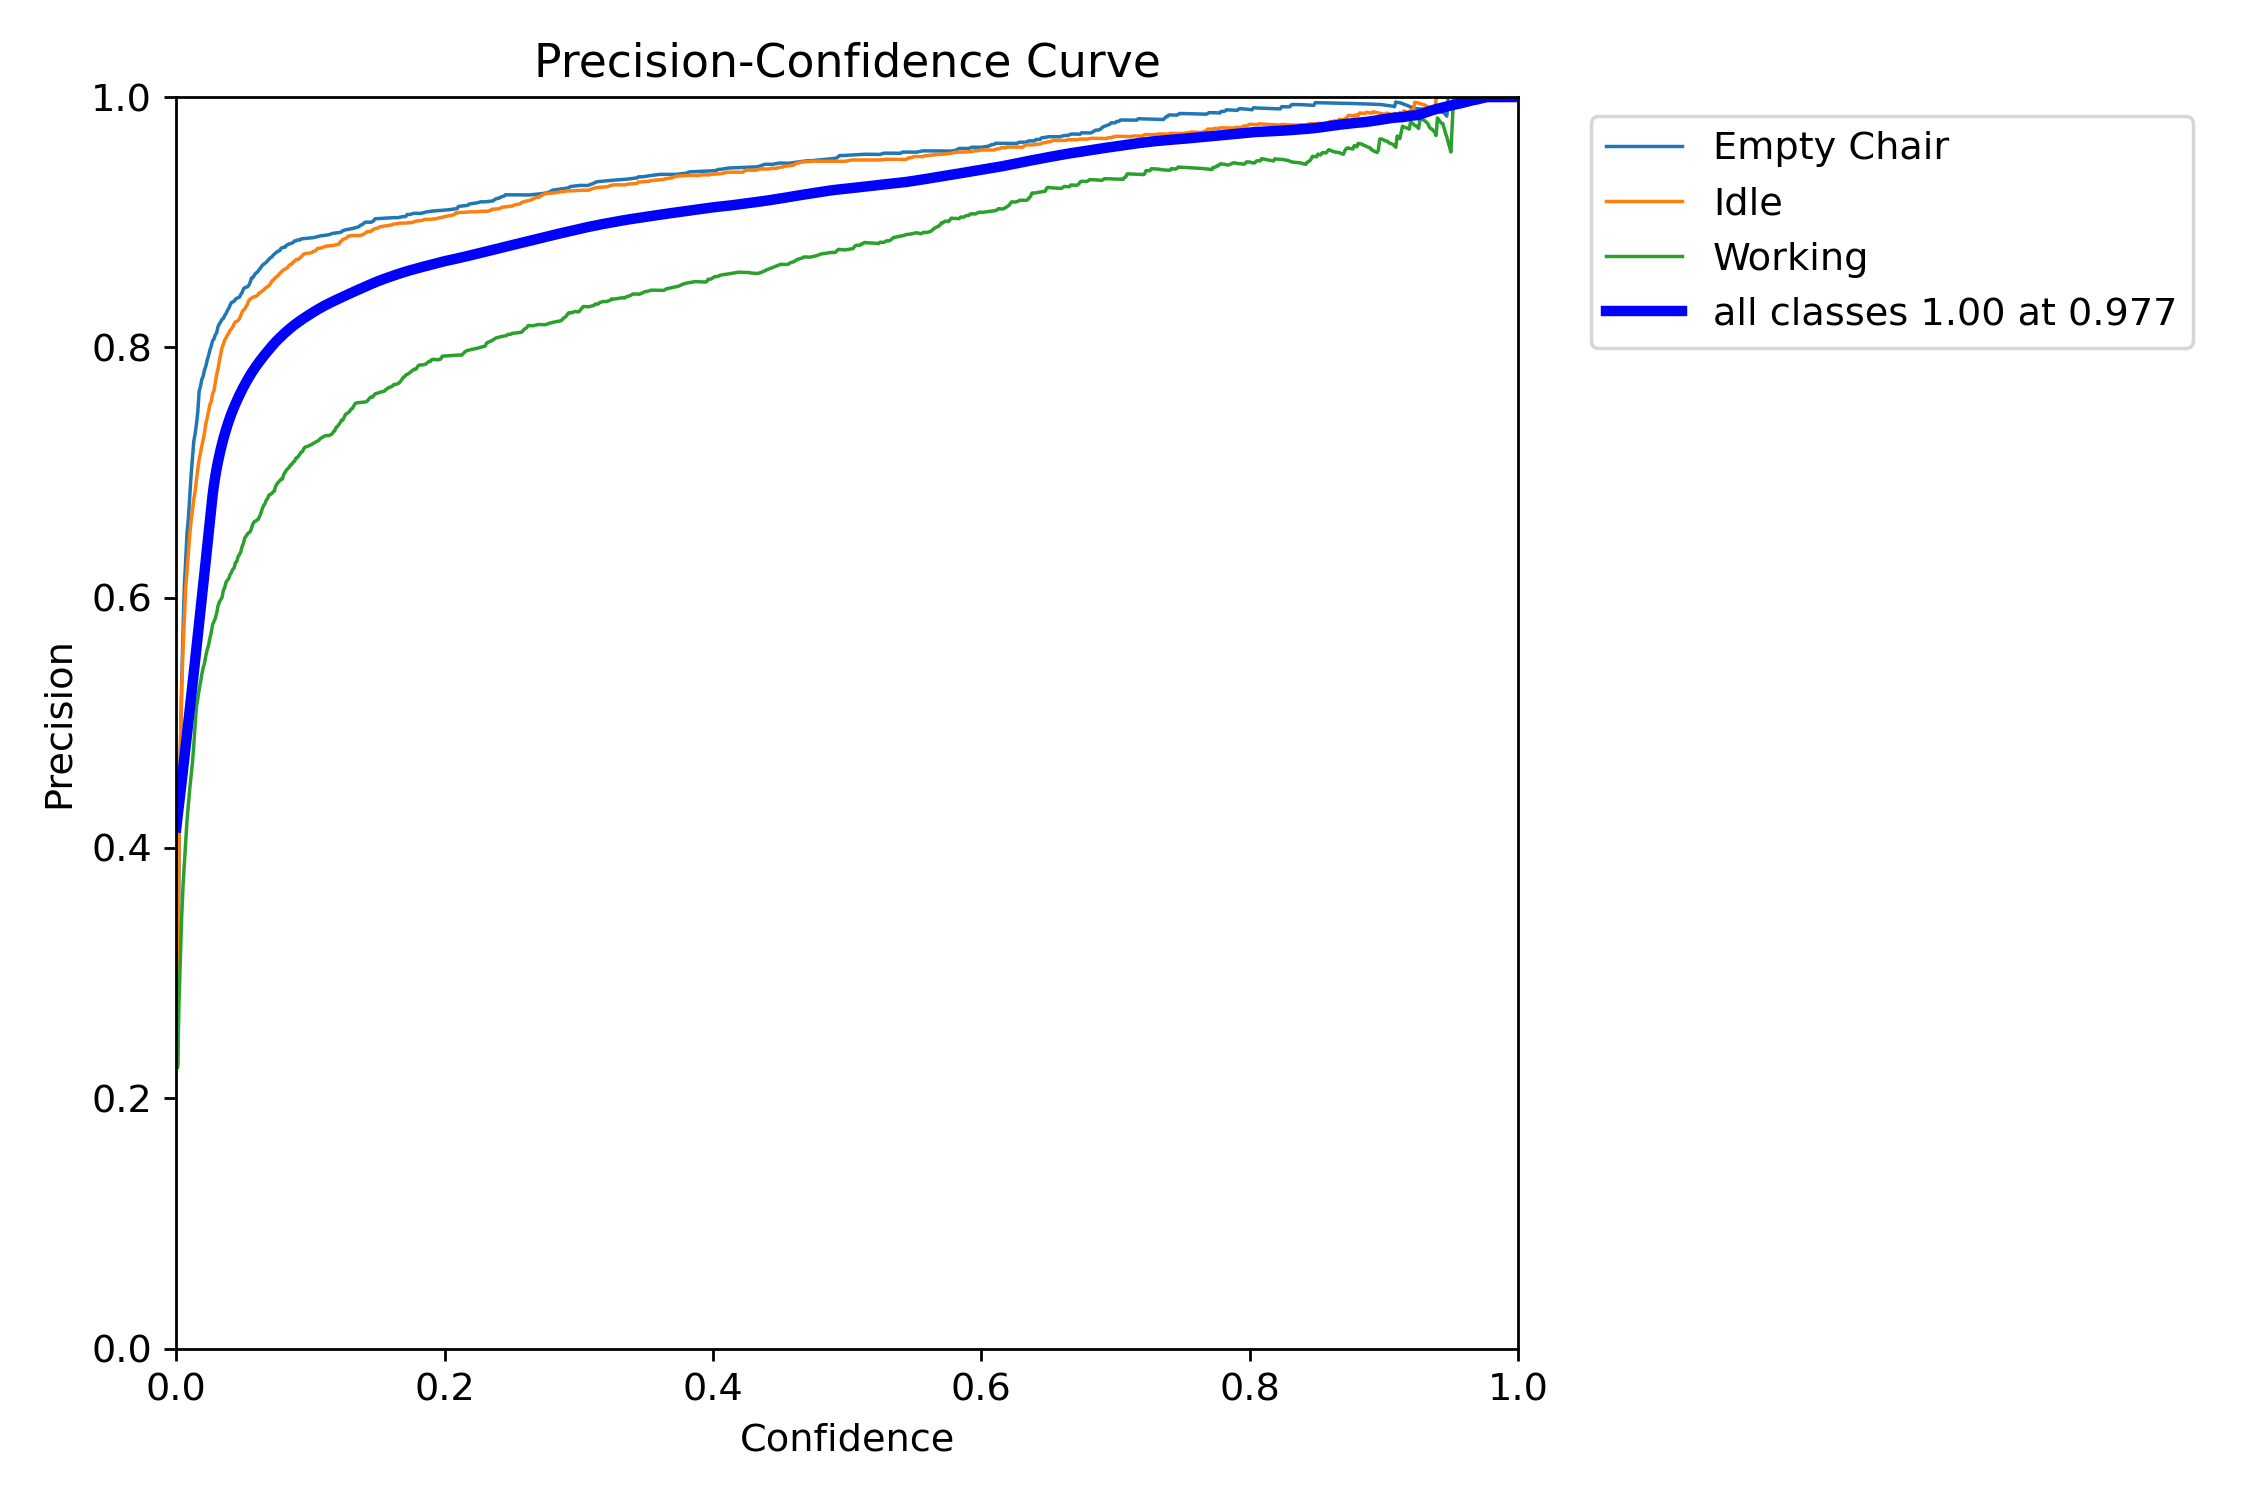 Precision-Confidence Curve
1.0
0.8
0.6
0.4
0.2
0.0
Precision
0.0 0.2 0.4 0.6 0.8 1.0
Confidence
Empty Chair
Idle
Working
all classes 1.00 at 0.977